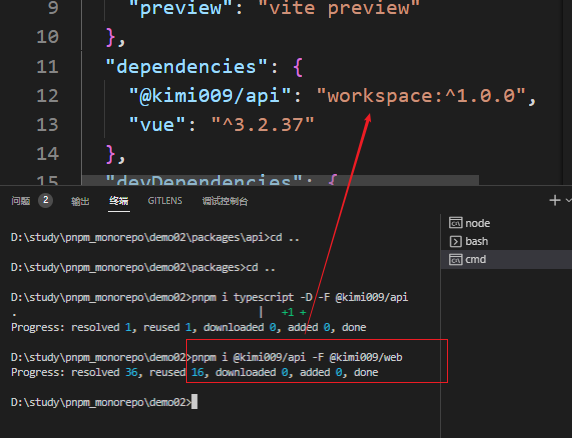 9 "preview": "vite preview"
10 },
11 "dependencies": {
12 "@kimi009/api": "workspace:^1.0.0",
13 "vue": "^3.2.37"
14 },
15 "devDependencies": {
问题 2 输出 终端 GITLENS 调试控制台
D:\study\pnpm_monorepo\demo02\packages\api>cd ..
D:\study\pnpm_monorepo\demo02\packages>cd ..
D:\study\pnpm_monorepo\demo02>pnpm i typescript -D -F @kimi009/api
. | +1 +
Progress: resolved 1, reused 1, downloaded 0, added 0, done
D:\study\pnpm_monorepo\demo02>pnpm i @kimi009/api -F @kimi009/web
Progress: resolved 36, reused 16, downloaded 0, added 0, done
D:\study\pnpm_monorepo\demo02>
node
bash
cmd